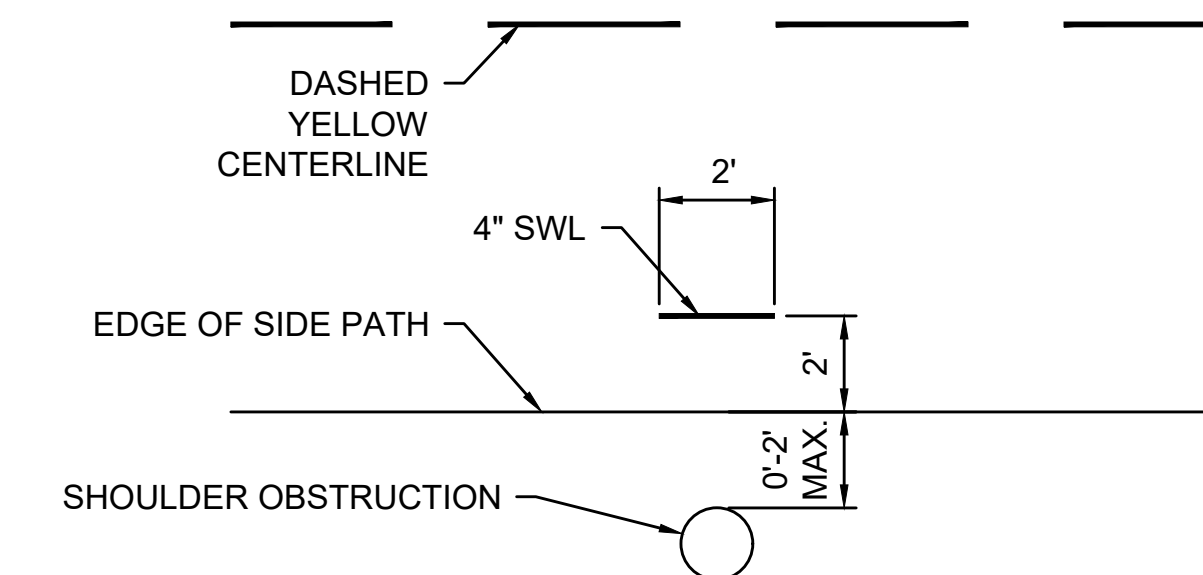 DASHED
YELLOW
CENTERLINE
2'
4" SWL
EDGE OF SIDE PATH
2'
0'-2'
MAX.
SHOULDER OBSTRUCTION